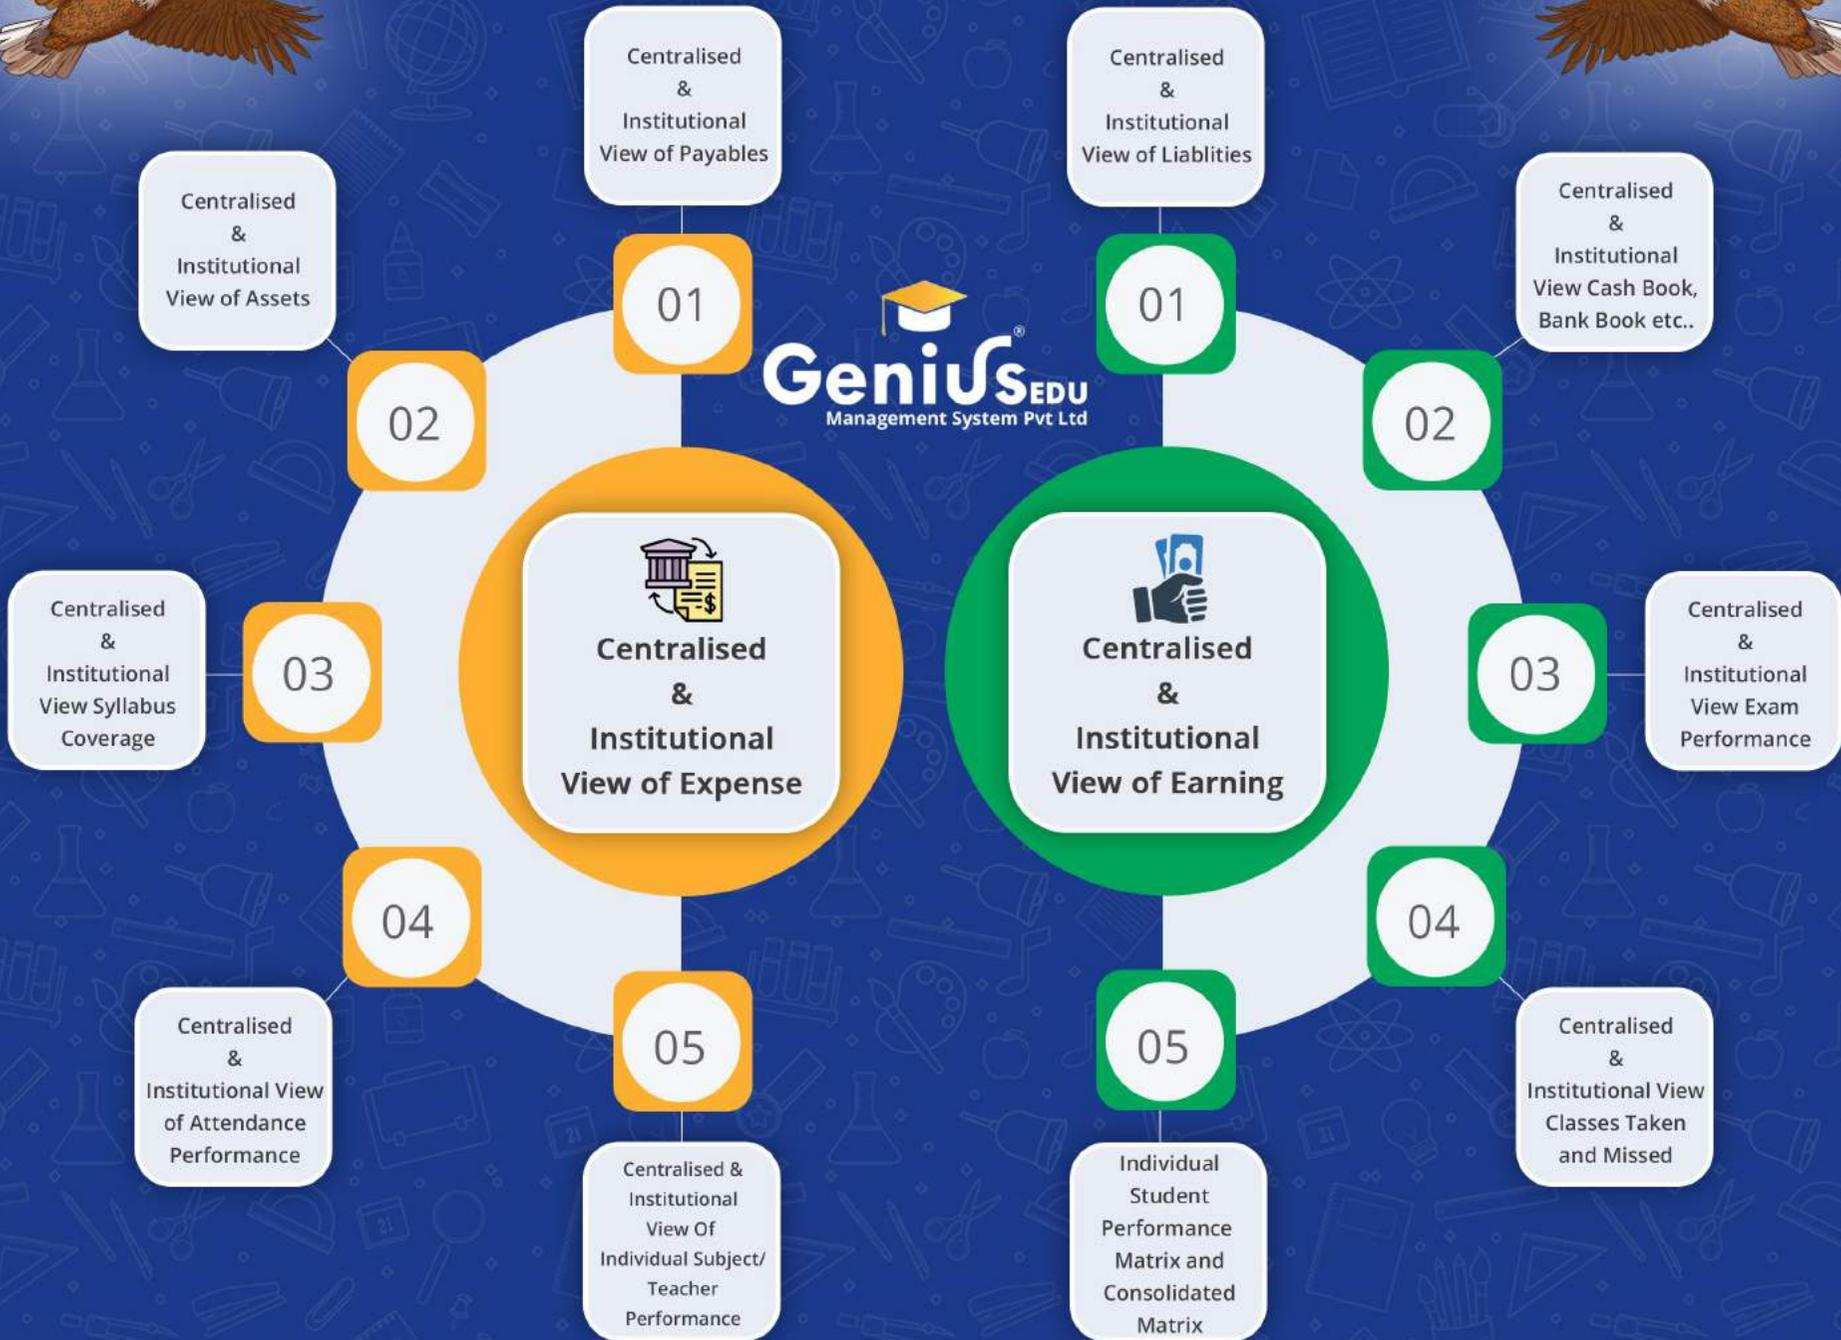 Centralised
&
Institutional
View of Payables
Centralised
&
Institutional
View of Liablities
Centralised
&
Institutional
View of Assets
Centralised
&
Institutional
View Cash Book,
Bank Book etc..
01
01
GeniusEDU®
Management System Pvt Ltd
02
02
Centralised
&
Institutional
View Syllabus
Coverage
03
Centralised
&
Institutional
View of Expense
Centralised
&
Institutional
View of Earning
03
Centralised
&
Institutional
View Exam
Performance
04
04
Centralised
&
Institutional View
of Attendance
Performance
05
05
Centralised
&
Institutional View
Classes Taken
and Missed
Centralised &
Institutional
View Of
Individual Subject/
Teacher
Performance
Individual
Student
Performance
Matrix and
Consolidated
Matrix